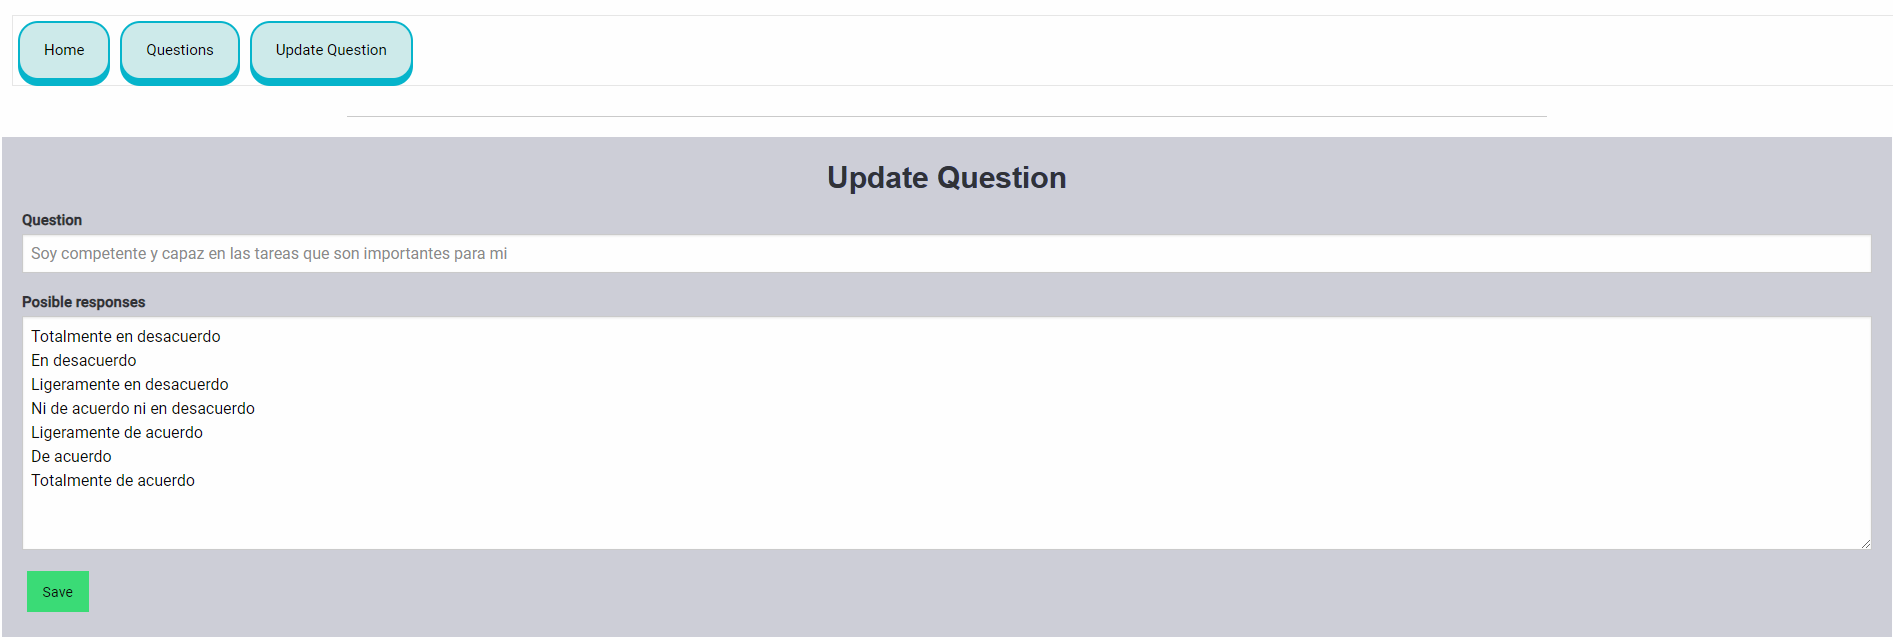 Home Questions Update Question
Update Question
Question
Soy competente y capaz en las tareas que son importantes para mi
Posible responses
Totalmente en desacuerdo
En desacuerdo
Ligeramente en desacuerdo
Ni de acuerdo ni en desacuerdo
Ligeramente de acuerdo
De acuerdo
Totalmente de acuerdo
Save